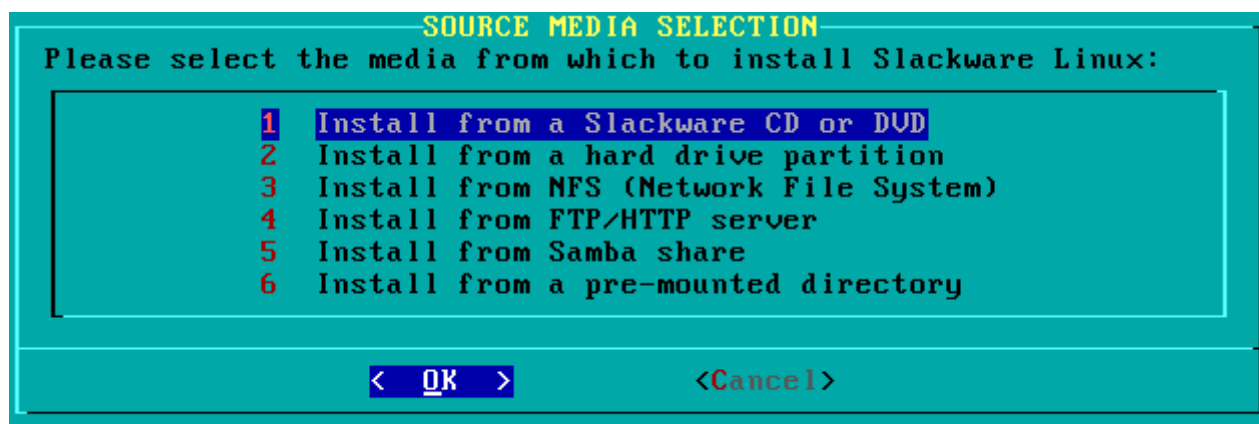 SOURCE MEDIA SELECTION
Please select the media from which to install Slackware Linux:
1 Install from a Slackware CD or DVD
2 Install from a hard drive partition
3 Install from NFS (Network File System)
4 Install from FTP/HTTP server
5 Install from Samba share
6 Install from a pre-mounted directory
< OK > <Cancel>